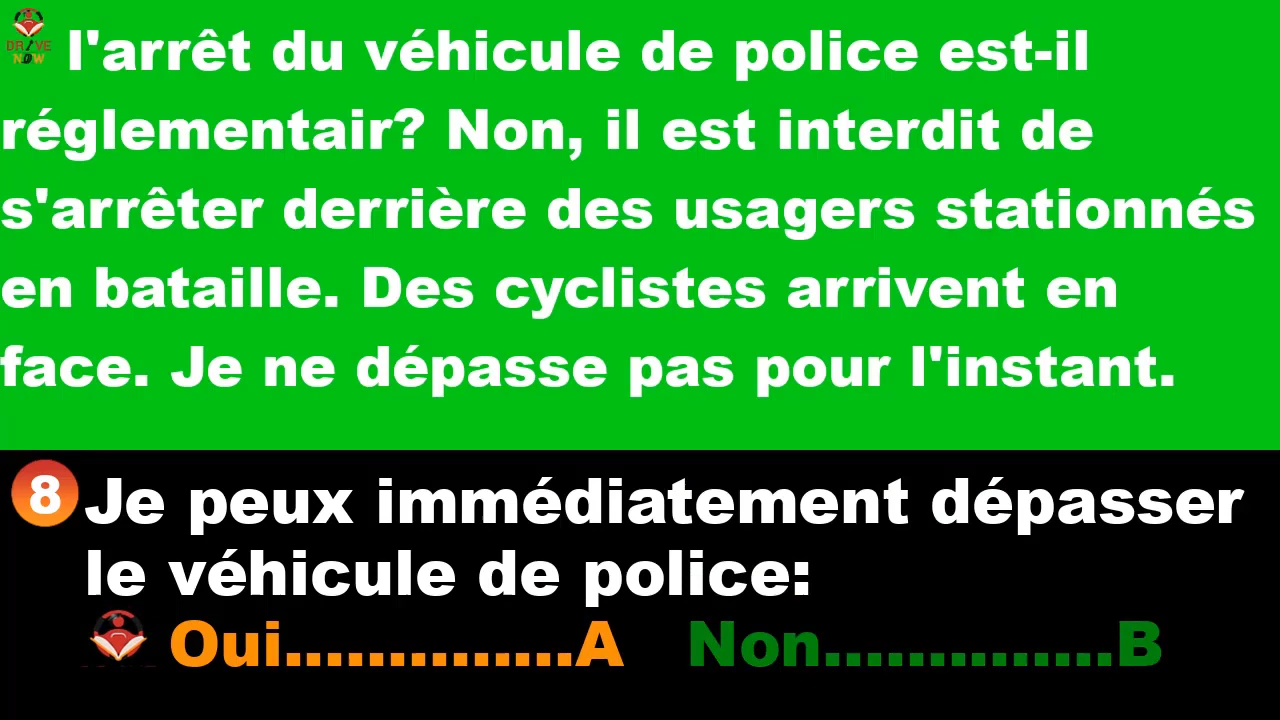 DRIVE
NOW
l'arrêt du véhicule de police est-il
réglementair? Non, il est interdit de
s'arrêter derrière des usagers stationnés
en bataille. Des cyclistes arrivent en
face. Je ne dépasse pas pour l'instant.
8 Je peux immédiatement dépasser
le véhicule de police:
Oui..............A Non..............B